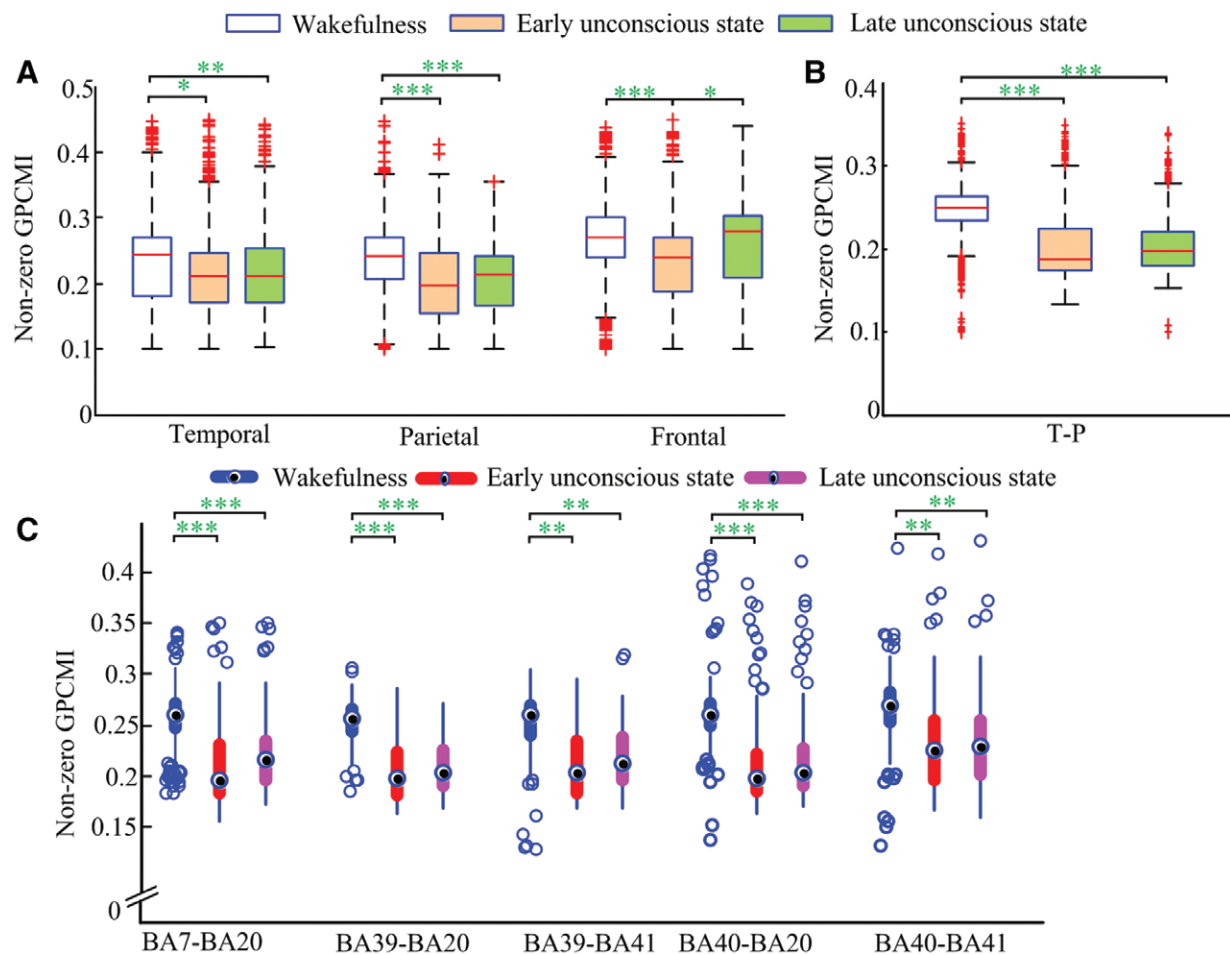 Wakefulness Early unconscious state Late unconscious state
A
B
** *** *** * *** ***
* ***
0.5
0.4
0.3
0.2
0.1
0
Non-zero GPCMI
Temporal Parietal Frontal
0.4
0.3
0.2
0.1
0
Non-zero GPCMI
T-P
Wakefulness Early unconscious state Late unconscious state
C
*** *** ** *** **
*** *** ** *** **
0.4
0.35
0.3
0.25
0.2
0.15
0
Non-zero GPCMI
BA7-BA20 BA39-BA20 BA39-BA41 BA40-BA20 BA40-BA41